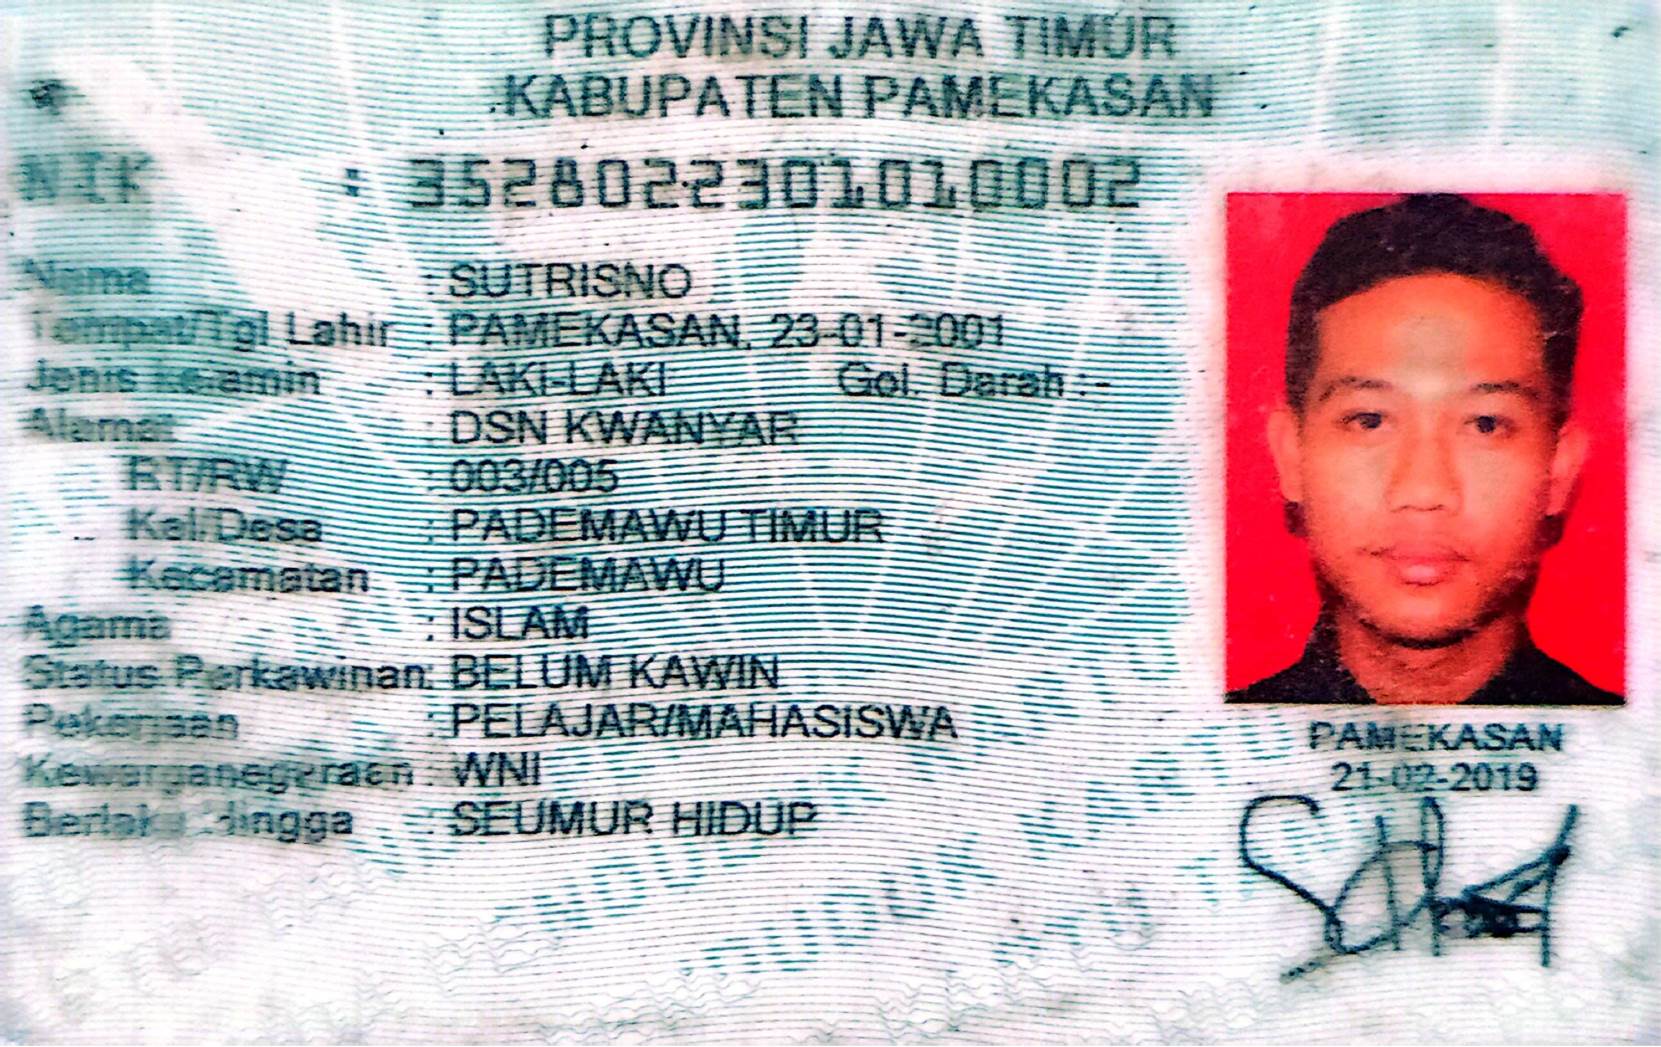 PROVINSI JAWA TIMUR
KABUPATEN PAMEKASAN
NIK : 3528022301010002
Nama : SUTRISNO
Tempat/Tgl Lahir : PAMEKASAN, 23-01-2001
Jenis Kelamin : LAKI-LAKI Gol. Darah : -
Alamat : DSN KWANYAR
RT/RW : 003/005
Kel/Desa : PADEMAWU TIMUR
Kecamatan : PADEMAWU
Agama : ISLAM
Status Perkawinan: BELUM KAWIN
Pekerjaan : PELAJAR/MAHASISWA
Kewarganegaraan : WNI
Berlaku Hingga : SEUMUR HIDUP
PAMEKASAN
21-02-2019